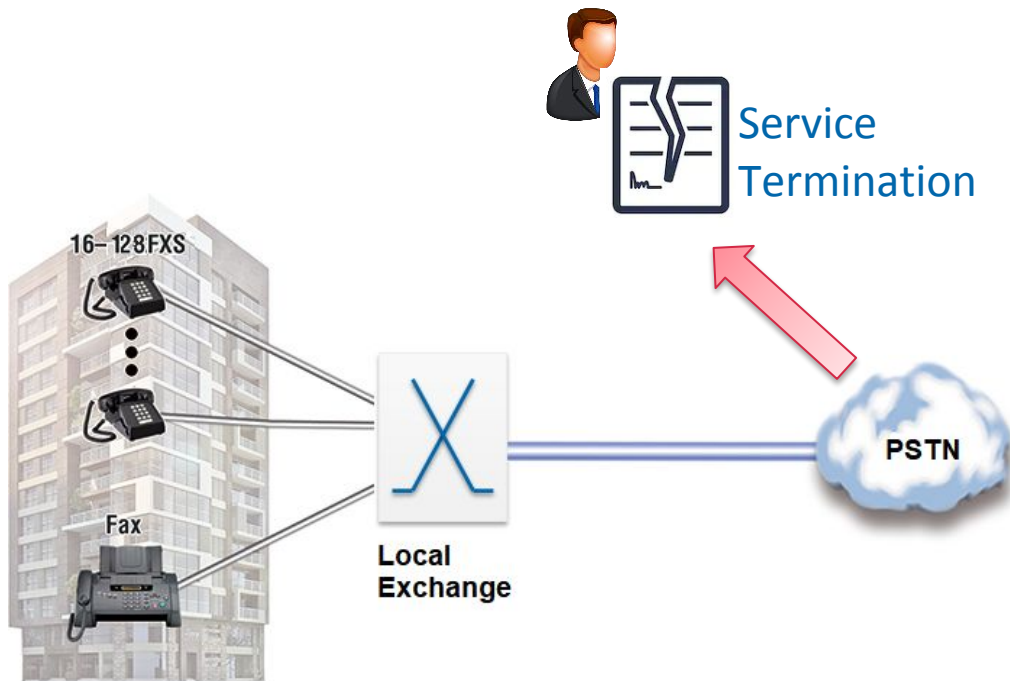 Service
Termination
16-128FXS
Fax
Local
Exchange
PSTN